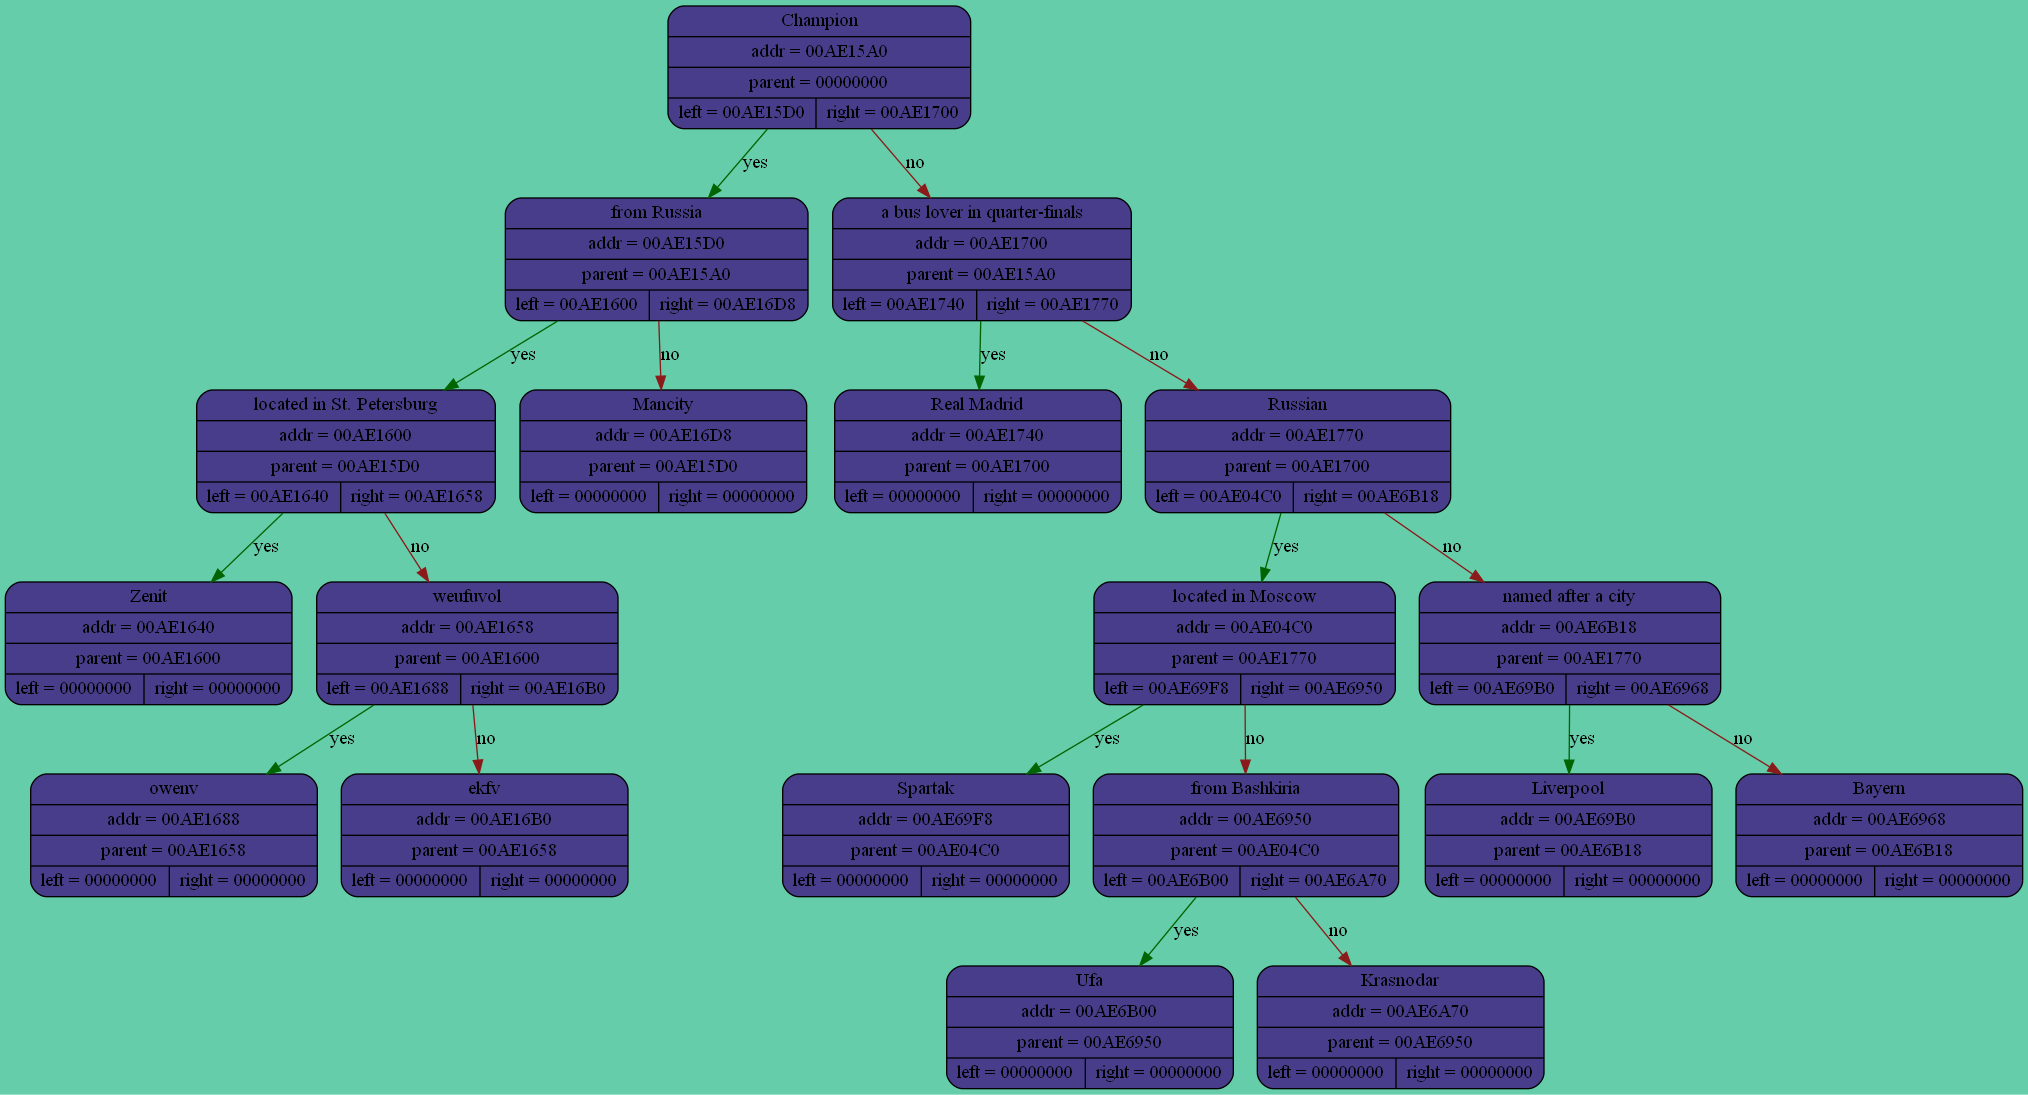 Champion
addr = 00AE15A0
parent = 00000000
left = 00AE15D0 right = 00AE1700
yes no
from Russia
addr = 00AE15D0
parent = 00AE15A0
left = 00AE1600 right = 00AE16D8
a bus lover in quarter-finals
addr = 00AE1700
parent = 00AE15A0
left = 00AE1740 right = 00AE1770
yes no yes no
located in St. Petersburg
addr = 00AE1600
parent = 00AE15D0
left = 00AE1640 right = 00AE1658
Mancity
addr = 00AE16D8
parent = 00AE15D0
left = 00000000 right = 00000000
Real Madrid
addr = 00AE1740
parent = 00AE1700
left = 00000000 right = 00000000
Russian
addr = 00AE1770
parent = 00AE1700
left = 00AE04C0 right = 00AE6B18
yes no yes no
Zenit
addr = 00AE1640
parent = 00AE1600
left = 00000000 right = 00000000
weufuvol
addr = 00AE1658
parent = 00AE1600
left = 00AE1688 right = 00AE16B0
located in Moscow
addr = 00AE04C0
parent = 00AE1770
left = 00AE69F8 right = 00AE6950
named after a city
addr = 00AE6B18
parent = 00AE1770
left = 00AE69B0 right = 00AE6968
yes no yes no yes no
owenv
addr = 00AE1688
parent = 00AE1658
left = 00000000 right = 00000000
ekfv
addr = 00AE16B0
parent = 00AE1658
left = 00000000 right = 00000000
Spartak
addr = 00AE69F8
parent = 00AE04C0
left = 00000000 right = 00000000
from Bashkiria
addr = 00AE6950
parent = 00AE04C0
left = 00AE6B00 right = 00AE6A70
Liverpool
addr = 00AE69B0
parent = 00AE6B18
left = 00000000 right = 00000000
Bayern
addr = 00AE6968
parent = 00AE6B18
left = 00000000 right = 00000000
yes no
Ufa
addr = 00AE6B00
parent = 00AE6950
left = 00000000 right = 00000000
Krasnodar
addr = 00AE6A70
parent = 00AE6950
left = 00000000 right = 00000000